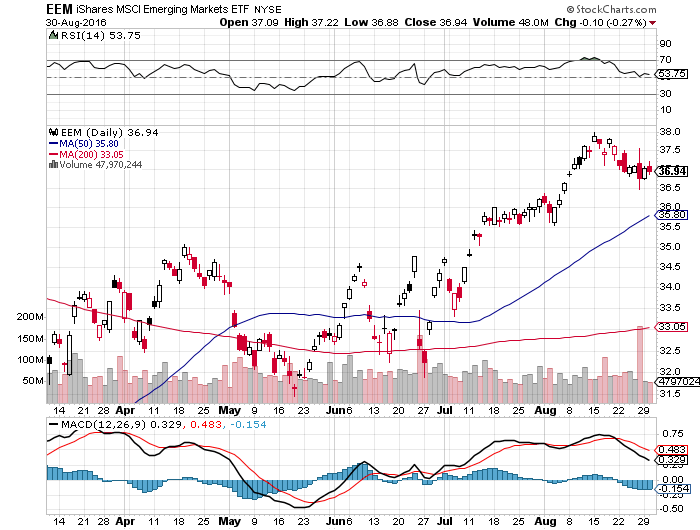 EEM iShares MSCI Emerging Markets ETF NYSE © StockCharts.com
30-Aug-2016 Open 37.09 High 37.22 Low 36.88 Close 36.94 Volume 48.0M Chg -0.10 (-0.27%)
RSI(14) 53.75
90
70
53.75
30
10
EEM (Daily) 36.94
MA(50) 35.80
MA(200) 33.05
Volume 47,970,244
38.0
37.5
36.94
36.5
36.0
35.80
35.5
35.0
34.5
34.0
33.5
33.05
32.5
32.0
31.5
200M
150M
100M
50M
4797024
14 21 28 Apr 11 18 25 May 9 16 23 Jun 6 13 20 27 Jul 11 18 25 Aug 8 15 22 29
MACD(12,26,9) 0.329, 0.483, -0.154
0.75
0.483
0.329
0.00
-0.154
-0.25
-0.50
14 21 28 Apr 11 18 25 May 9 16 23 Jun 6 13 20 27 Jul 11 18 25 Aug 8 15 22 29